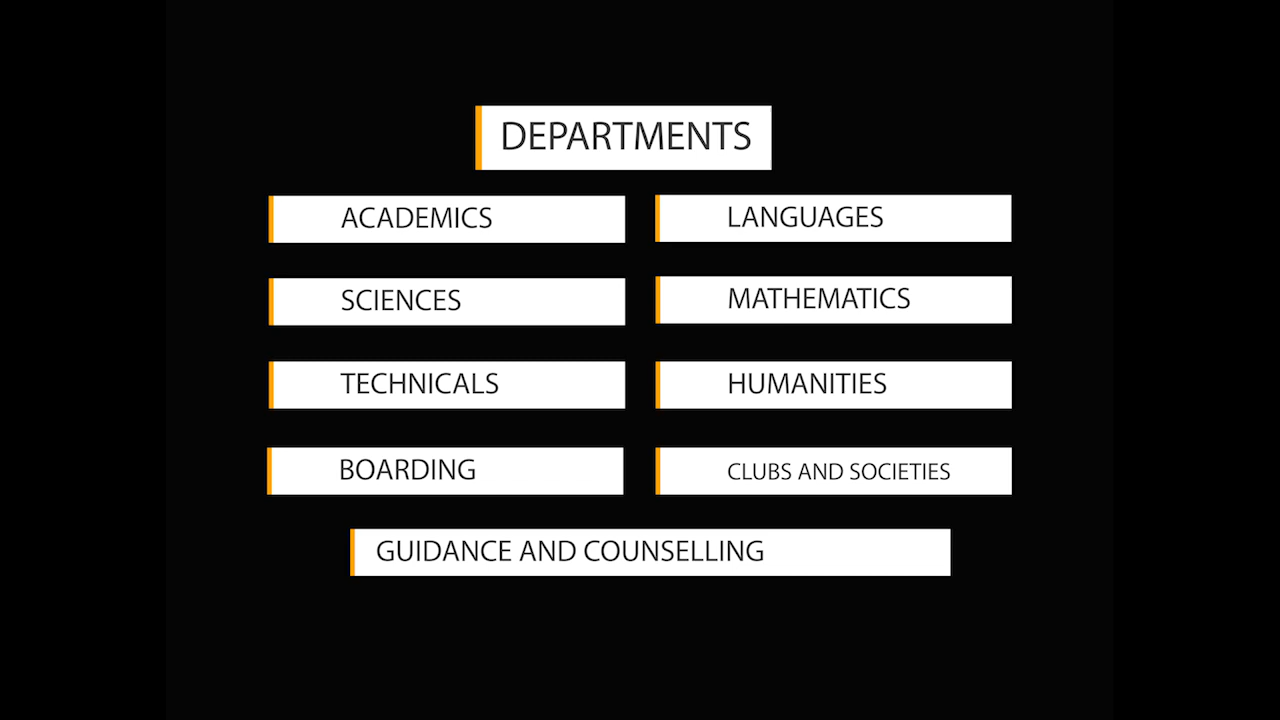 DEPARTMENTS
ACADEMICS
LANGUAGES
SCIENCES
MATHEMATICS
TECHNICALS
HUMANITIES
BOARDING
CLUBS AND SOCIETIES
GUIDANCE AND COUNSELLING